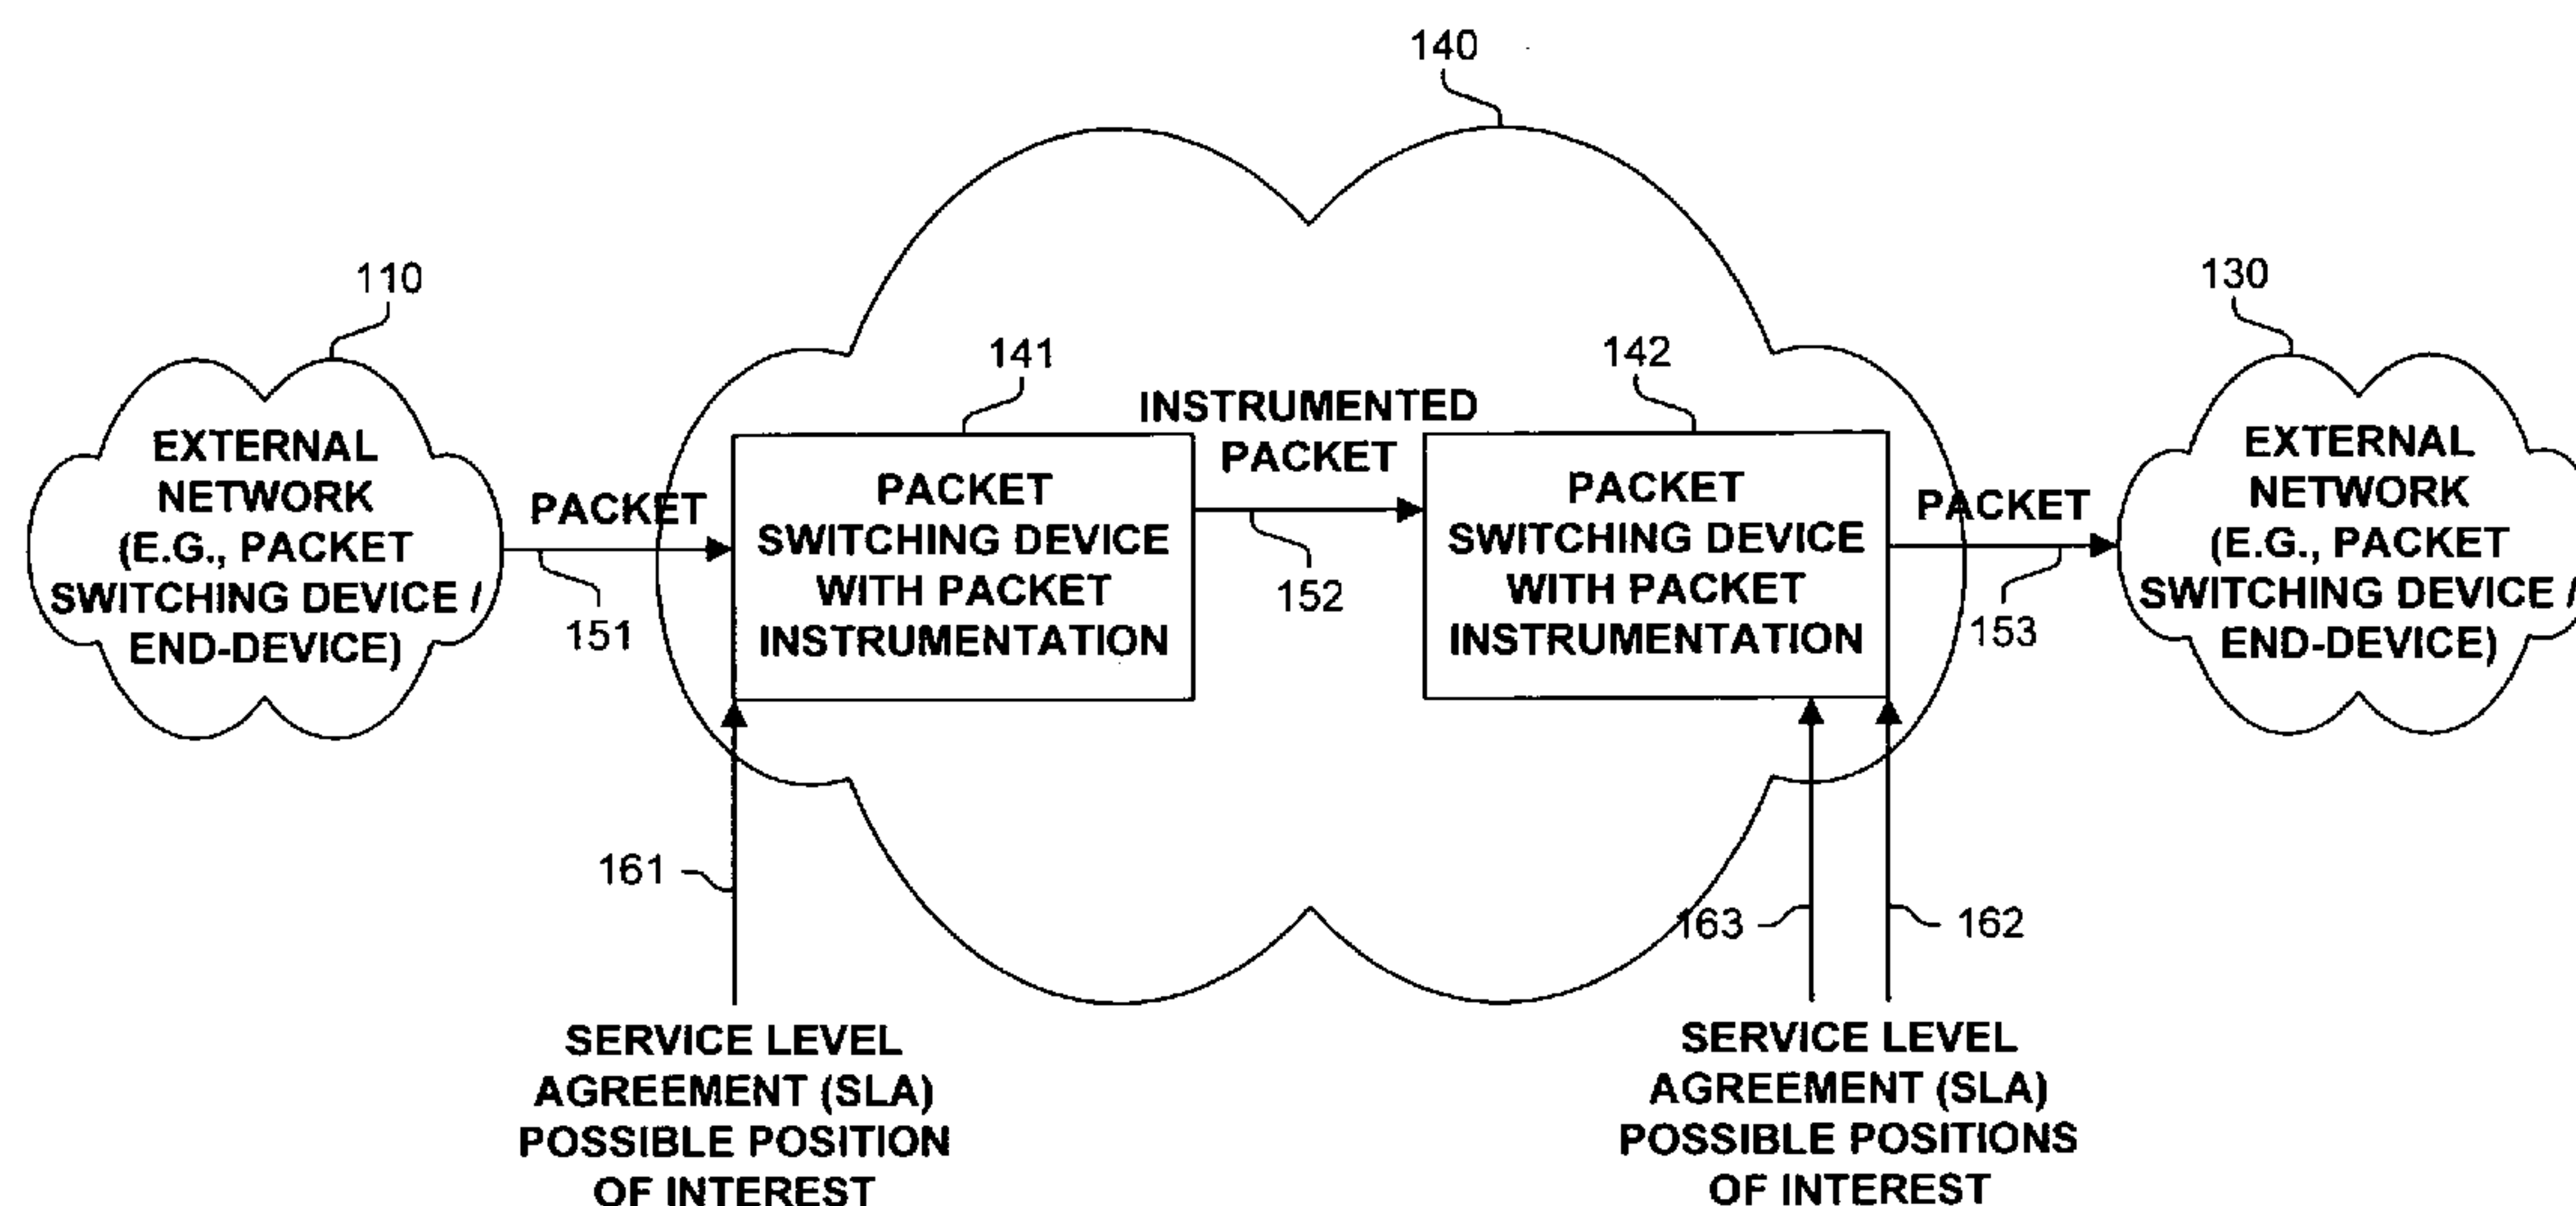 140
110
130
141
142
INSTRUMENTED
PACKET
EXTERNAL
NETWORK
(E.G., PACKET
SWITCHING DEVICE /
END-DEVICE)
PACKET
151
PACKET
SWITCHING DEVICE
WITH PACKET
INSTRUMENTATION
152
PACKET
SWITCHING DEVICE
WITH PACKET
INSTRUMENTATION
PACKET
153
EXTERNAL
NETWORK
(E.G., PACKET
SWITCHING DEVICE /
END-DEVICE)
161
163
162
SERVICE LEVEL
AGREEMENT (SLA)
POSSIBLE POSITION
OF INTEREST
SERVICE LEVEL
AGREEMENT (SLA)
POSSIBLE POSITIONS
OF INTEREST